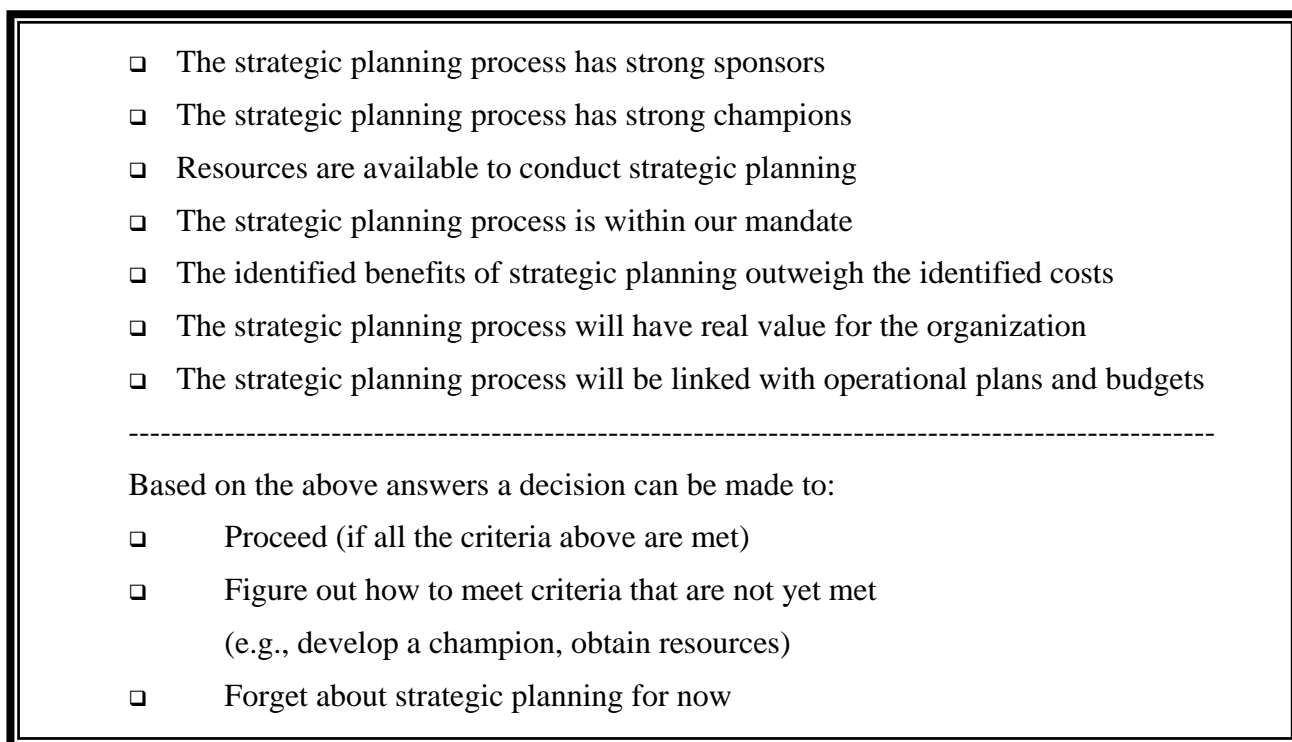 ❑ The strategic planning process has strong sponsors
❑ The strategic planning process has strong champions
❑ Resources are available to conduct strategic planning
❑ The strategic planning process is within our mandate
❑ The identified benefits of strategic planning outweigh the identified costs
❑ The strategic planning process will have real value for the organization
❑ The strategic planning process will be linked with operational plans and budgets
------------------------------------------------------------------------------------------------------
Based on the above answers a decision can be made to:
❑ Proceed (if all the criteria above are met)
❑ Figure out how to meet criteria that are not yet met
(e.g., develop a champion, obtain resources)
❑ Forget about strategic planning for now